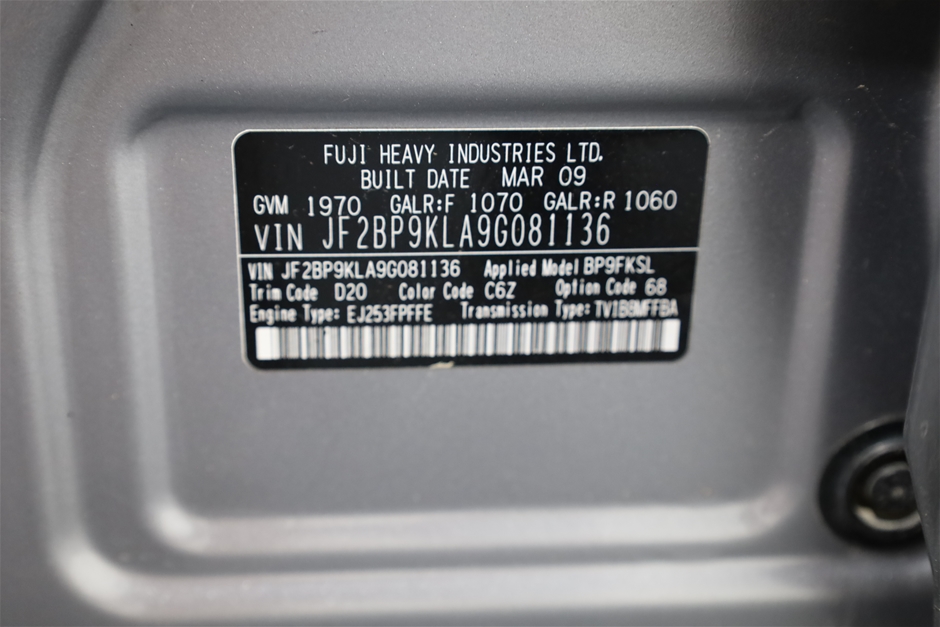 FUJI HEAVY INDUSTRIES LTD.
BUILT DATE MAR 09
GVM 1970 GALR:F 1070 GALR:R 1060
VIN JF2BP9KLA9G081136
VIN JF2BP9KLA9G081136 Applied Model BP9FKSL
Trim Code D20 Color Code C6Z Option Code 68
Engine Type: EJ253FPFFE Transmission Type: TV1B8MFFBA